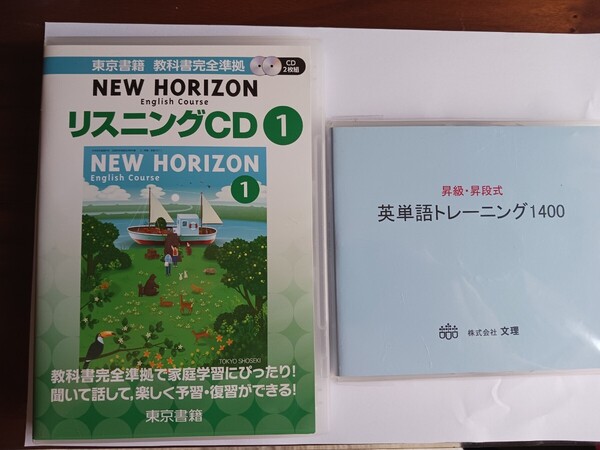 東京書籍 教科書完全準拠
CD
2枚組
NEW HORIZON
English Course
リスニングCD 1
NEW HORIZON
English Course
1
TOKYO SHOSEKI
教科書完全準拠で家庭学習にぴったり!
聞いて話して、楽しく予習・復習ができる!
東京書籍
昇級・昇段式
英単語トレーニング1400
株式会社 文理